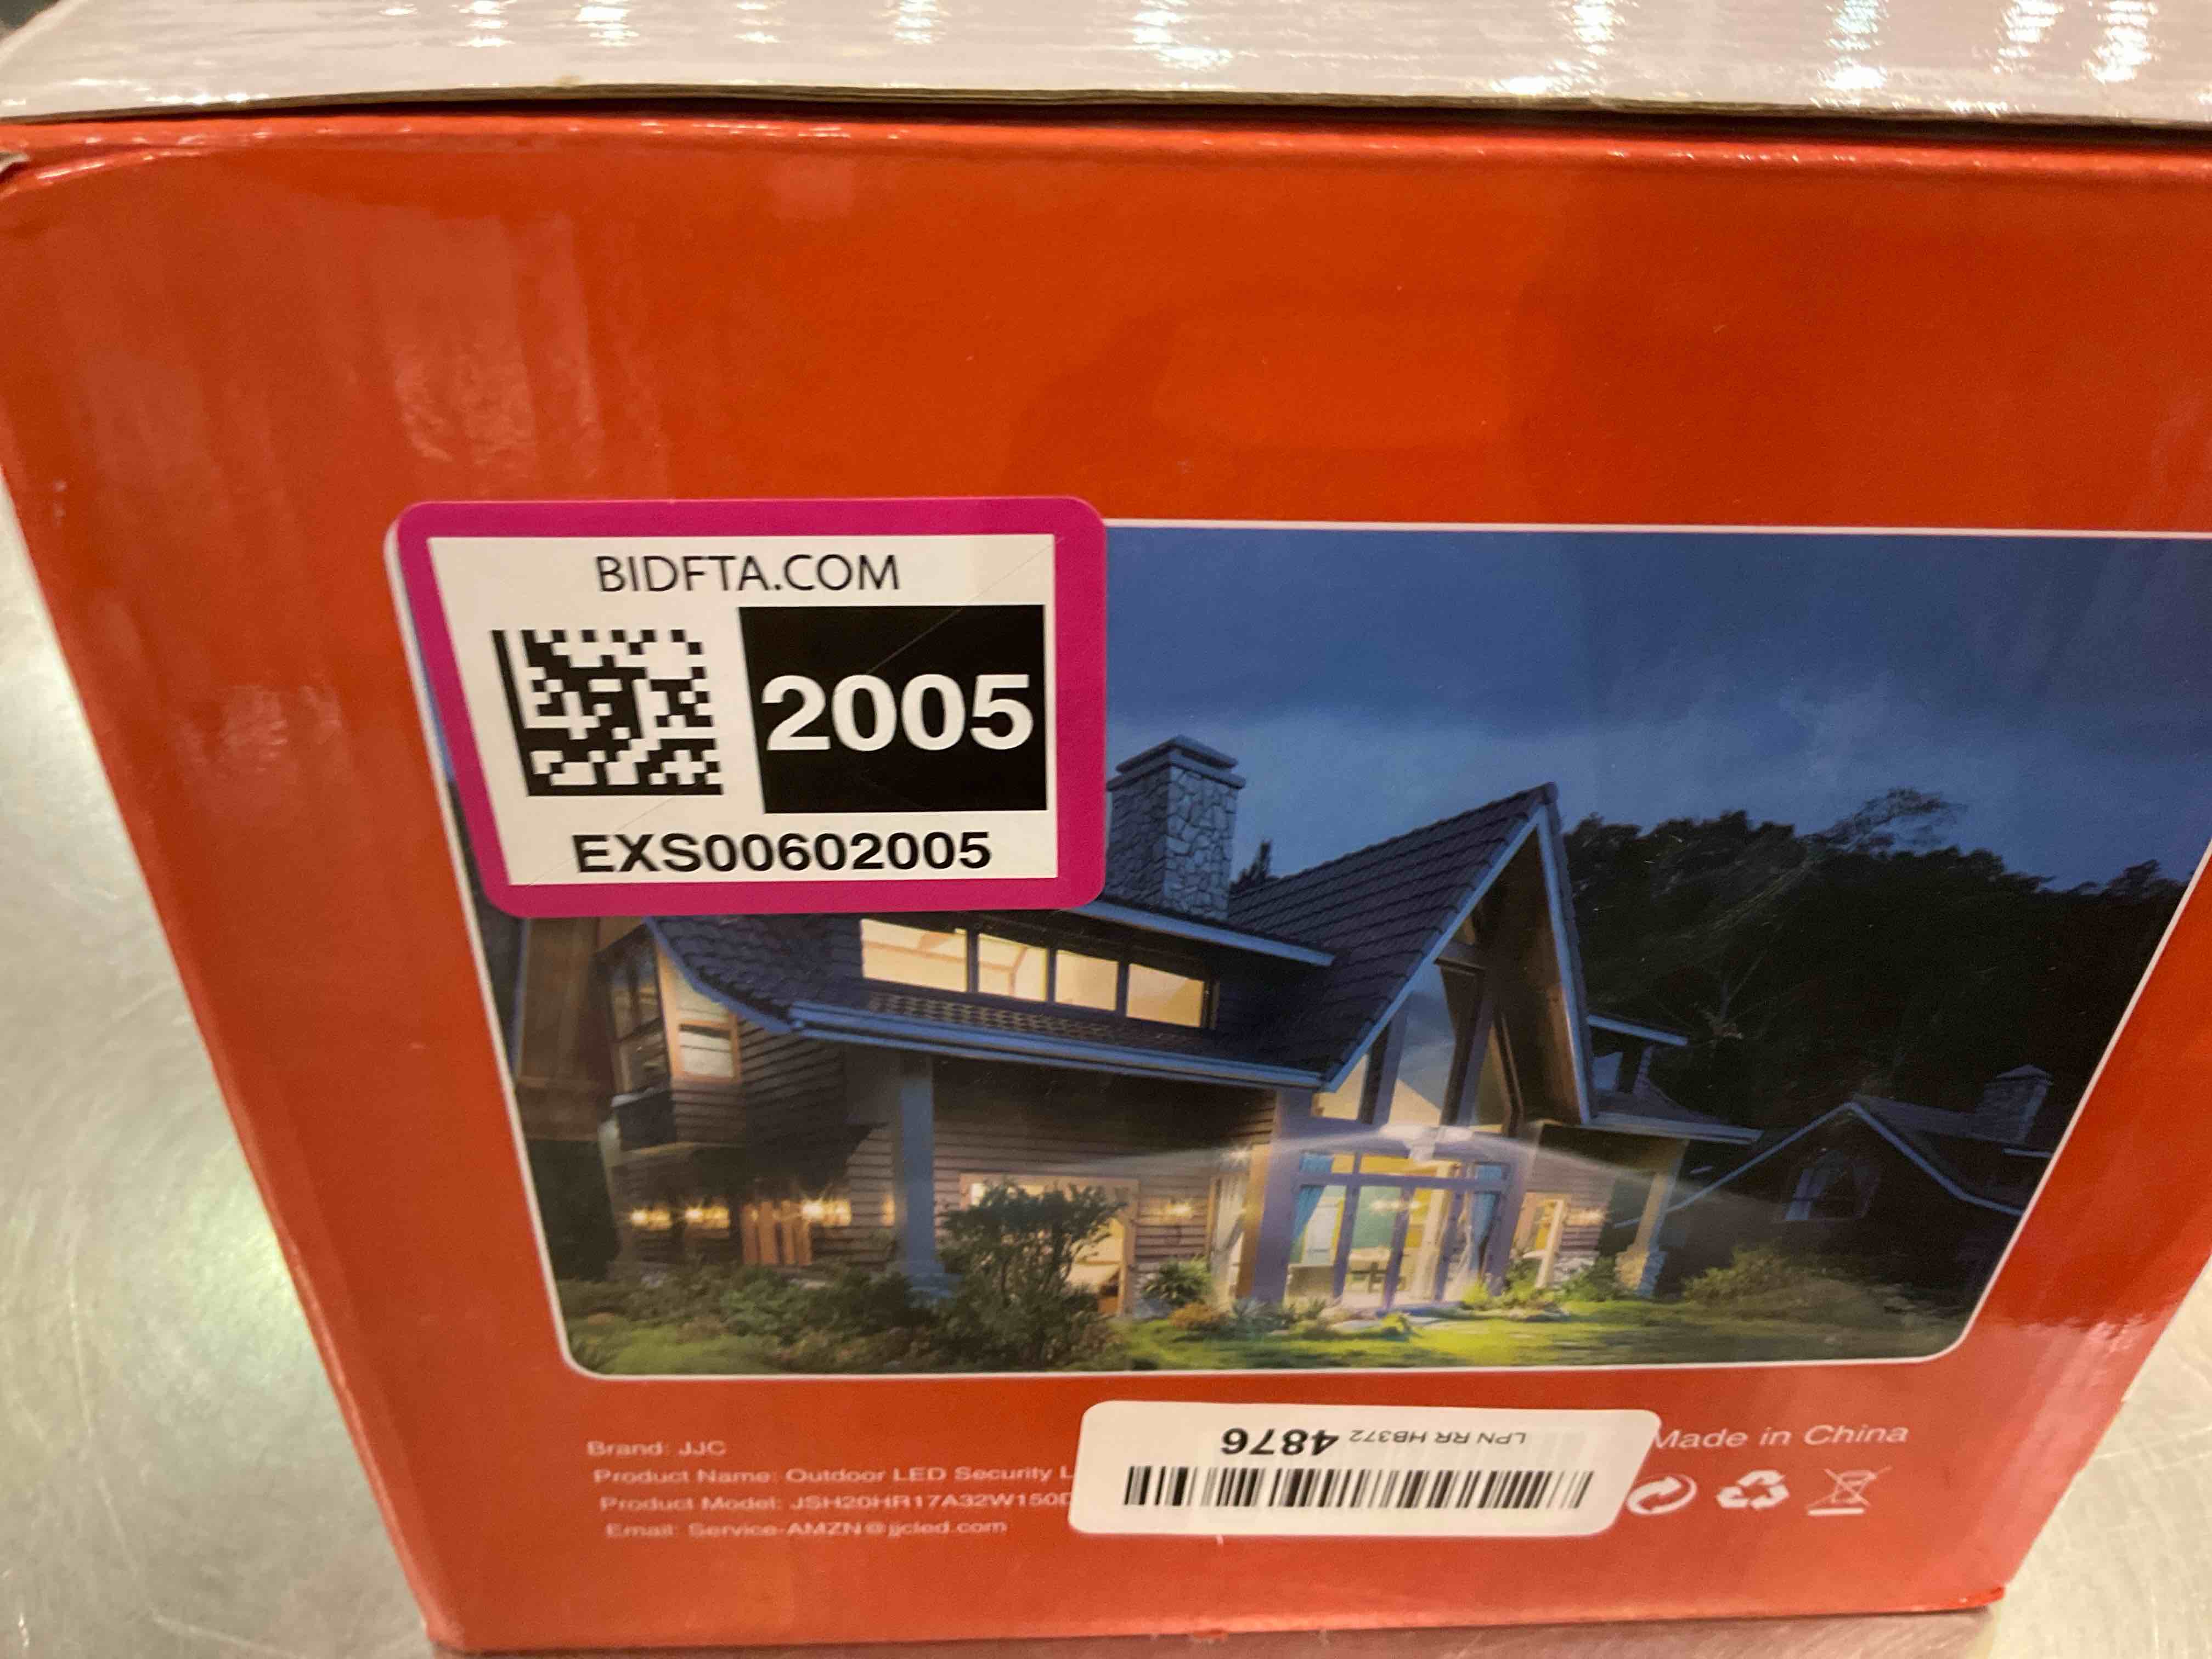 BIDFTA.COM
2005
EXS00602005
Brand: JJC
Product Name: Outdoor LED Security L
Product Model: JSH20HR17A32W150D
Email: Service-AMZN@jjcled.com
LPN RR HB372 4876
Made in China